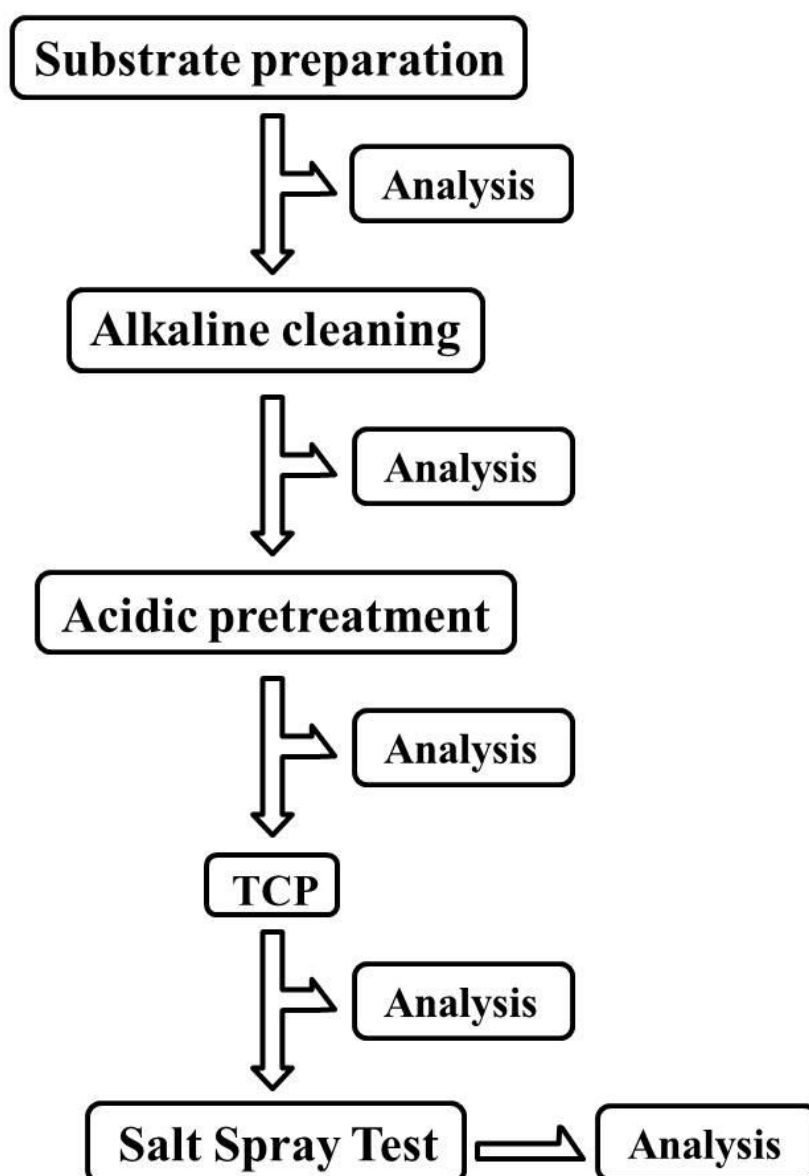 Substrate preparation
Analysis
Alkaline cleaning
Analysis
Acidic pretreatment
Analysis
TCP
Analysis
Salt Spray Test
Analysis